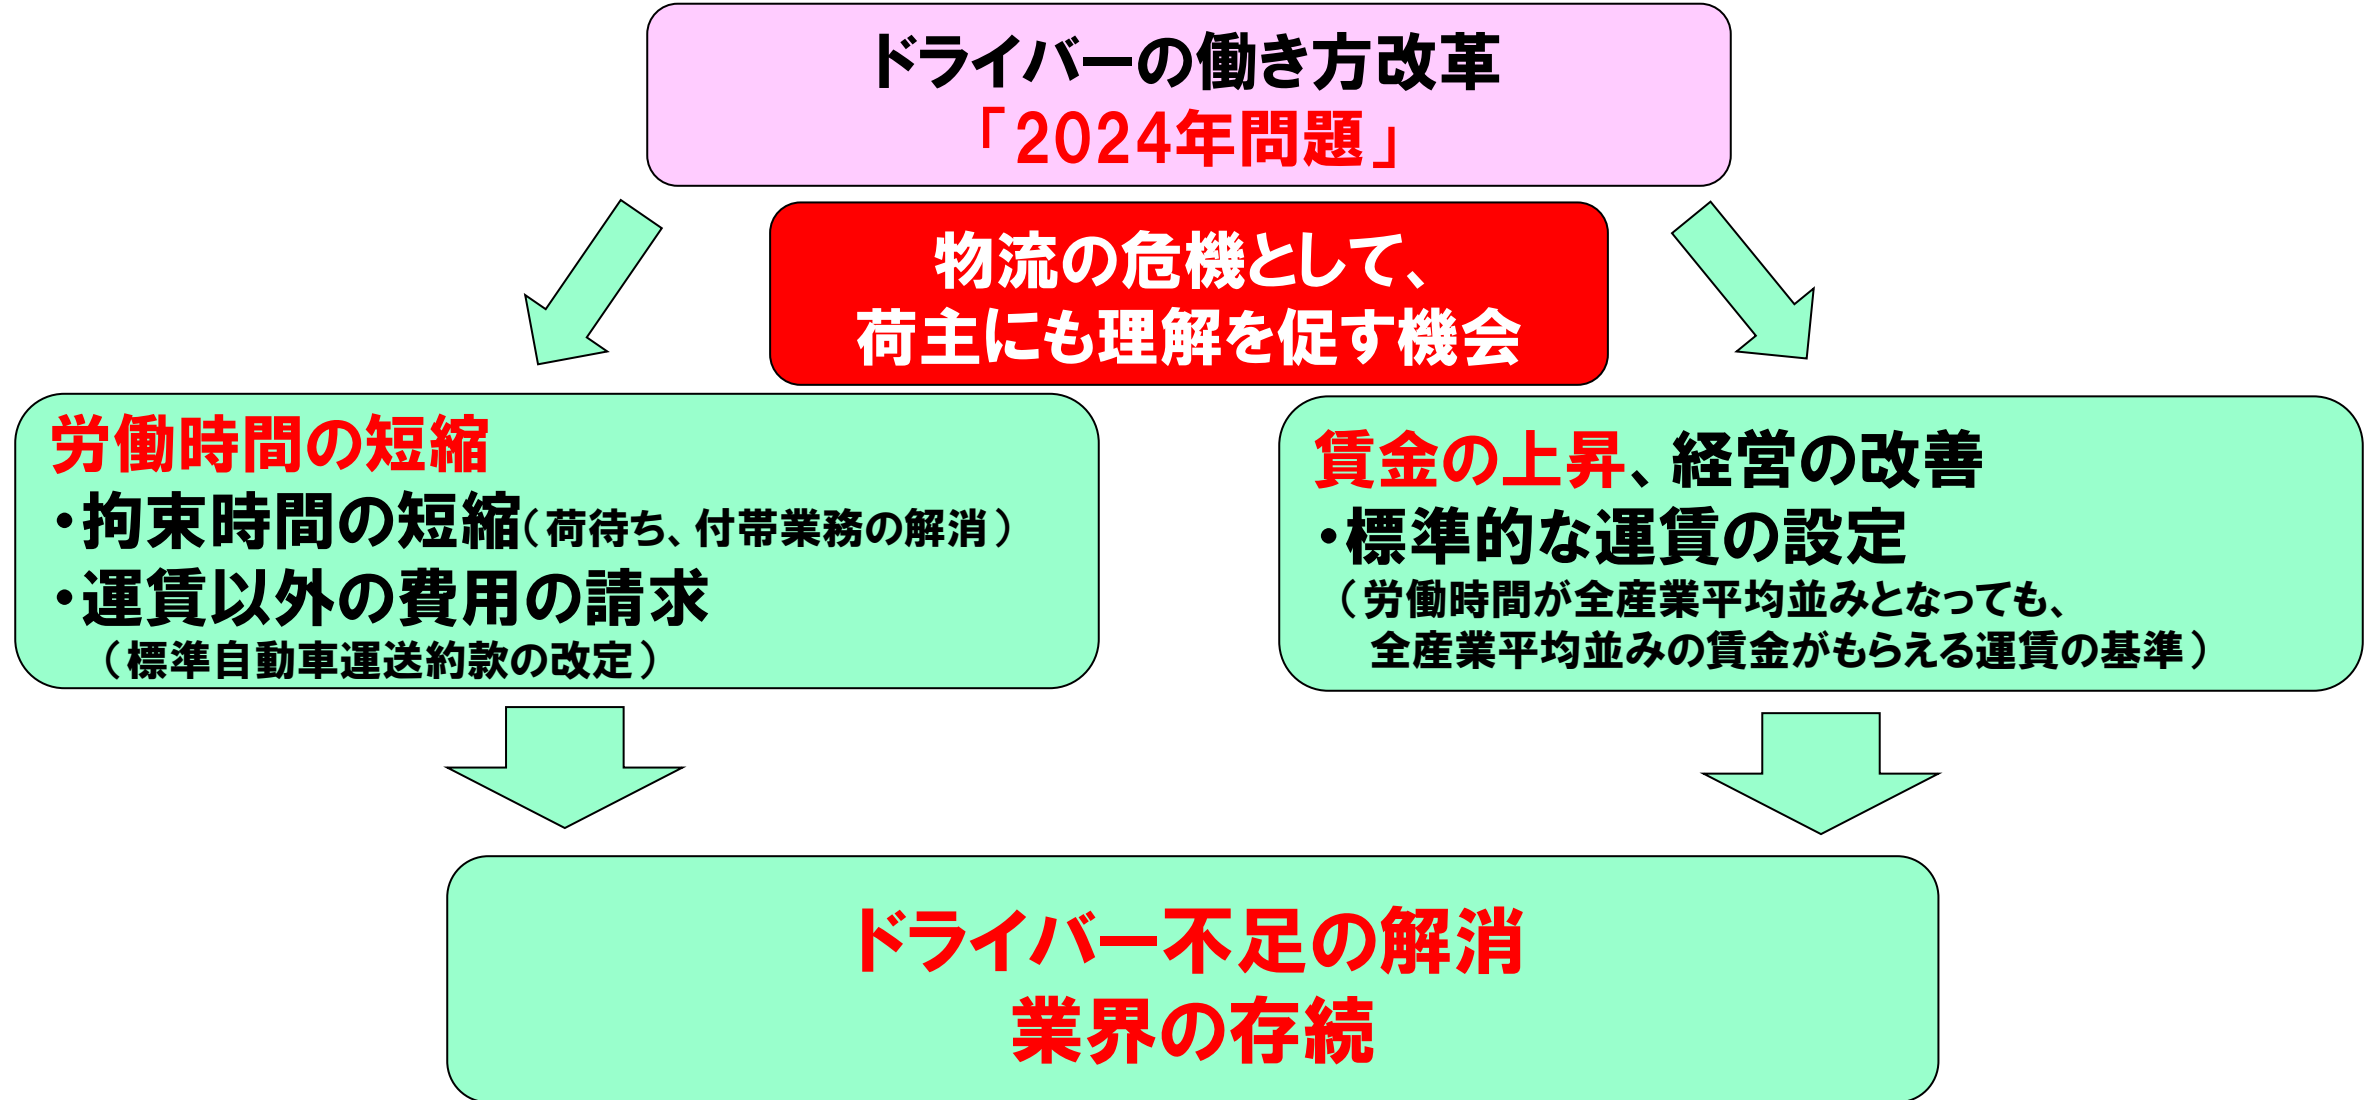 ドライバーの働き方改革
「2024年問題」
物流の危機として、
荷主にも理解を促す機会
労働時間の短縮
・拘束時間の短縮（荷待ち、付帯業務の解消）
・運賃以外の費用の請求
（標準自動車運送約款の改定）
賃金の上昇、経営の改善
・標準的な運賃の設定
（労働時間が全産業平均並みとなっても、
全産業平均並みの賃金がもらえる運賃の基準）
ドライバー不足の解消
業界の存続